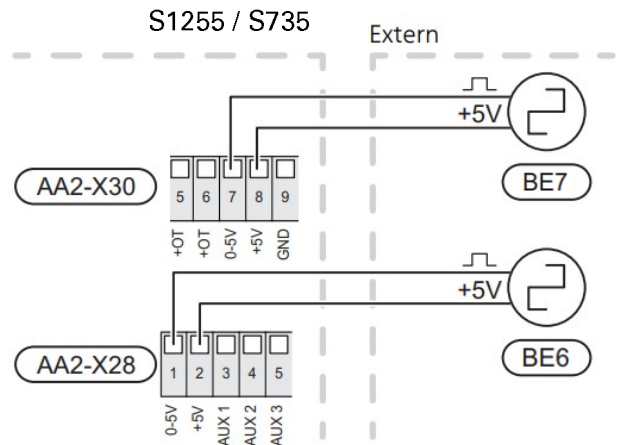 S1255 / S735
Extern
+5V
BE7
AA2-X30
5 6 7 8 9
+OT +OT 0-5V +5V GND
+5V
BE6
AA2-X28
1 2 3 4 5
0-5V +5V AUX 1 AUX 2 AUX 3